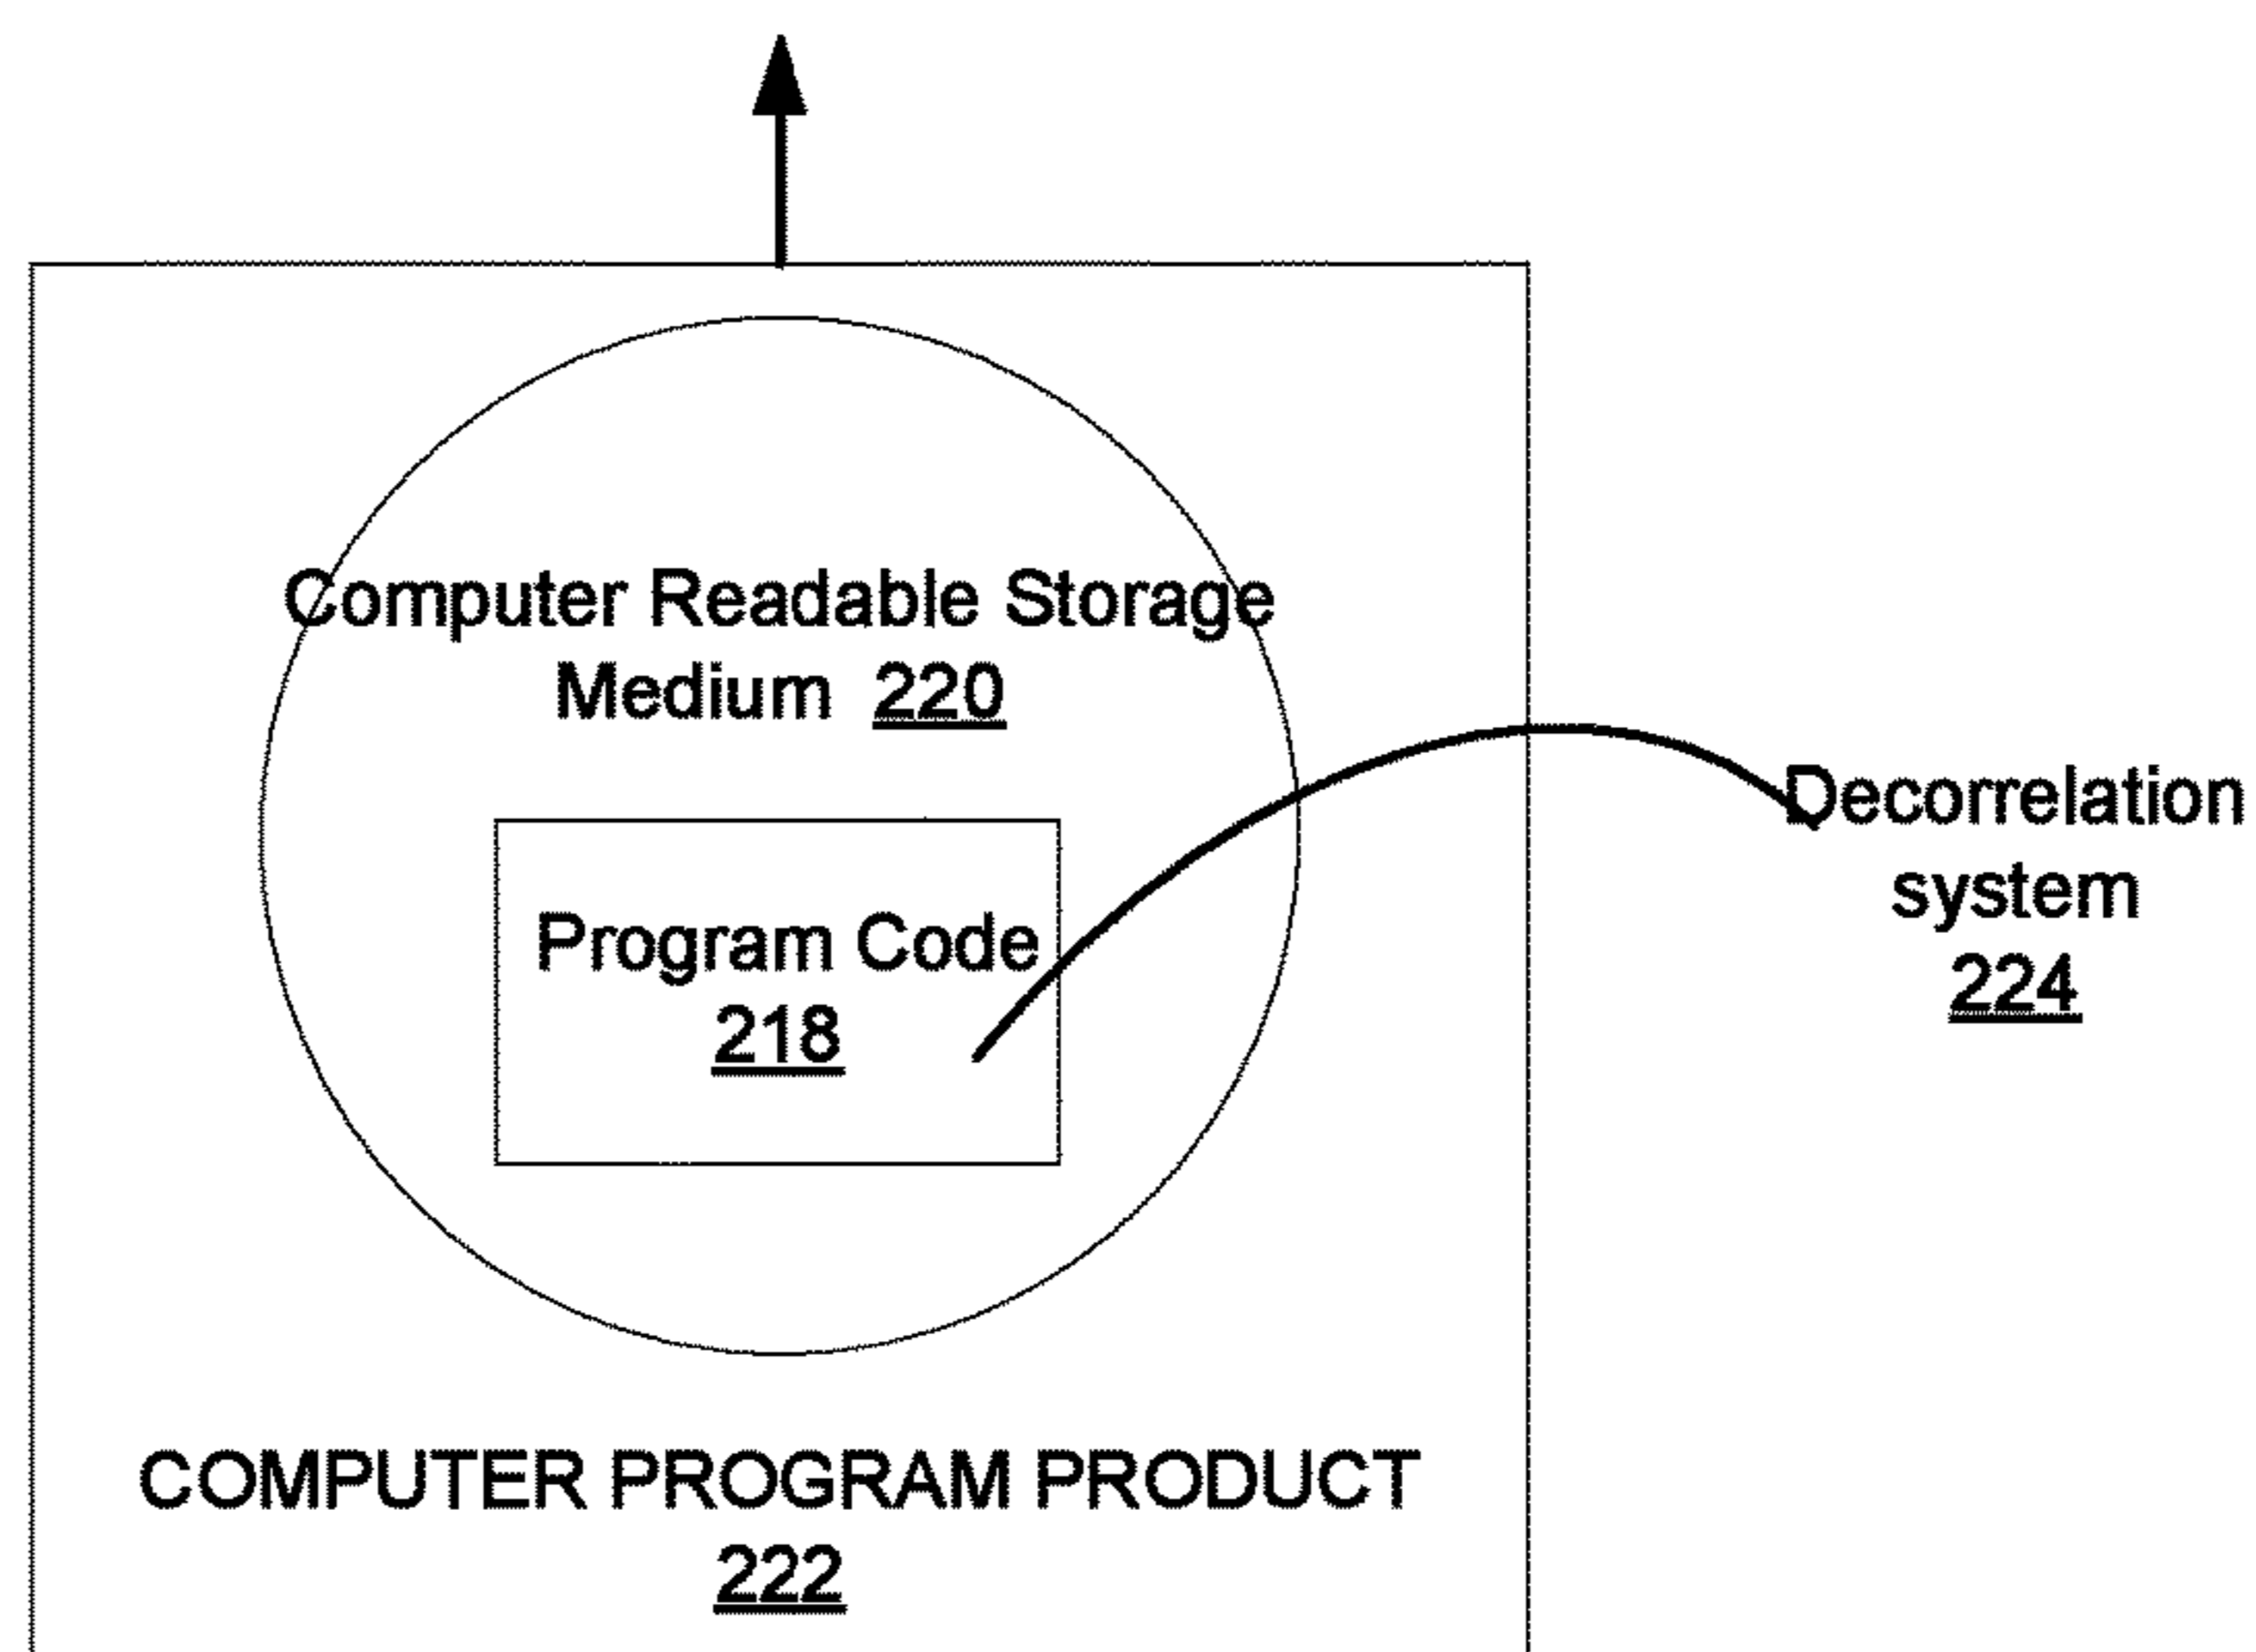 Computer Readable Storage
Medium 220
Decorrelation
system
224
Program Code
218
COMPUTER PROGRAM PRODUCT
222